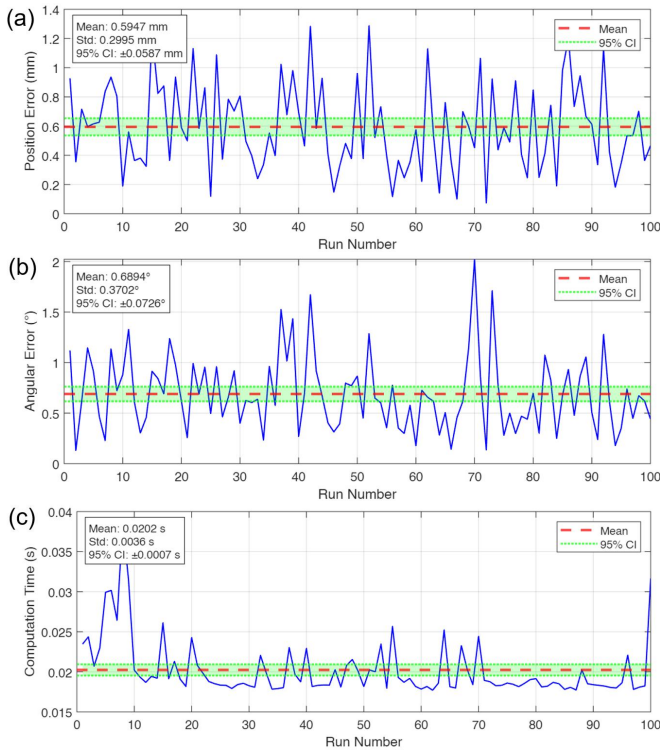 (a)
Position Error (mm)
1.4
1.2
1
0.8
0.6
0.4
0.2
0
Mean: 0.5947 mm
Std: 0.2995 mm
95% CI: ±0.0587 mm
Mean
95% CI
0 10 20 30 40 50 60 70 80 90 100
Run Number
(b)
Angular Error (°)
2
1.5
1
0.5
0
Mean: 0.6894°
Std: 0.3702°
95% CI: ±0.0726°
Mean
95% CI
0 10 20 30 40 50 60 70 80 90 100
Run Number
(c)
Computation Time (s)
0.04
0.035
0.03
0.025
0.02
0.015
Mean: 0.0202 s
Std: 0.0036 s
95% CI: ±0.0007 s
Mean
95% CI
0 10 20 30 40 50 60 70 80 90 100
Run Number